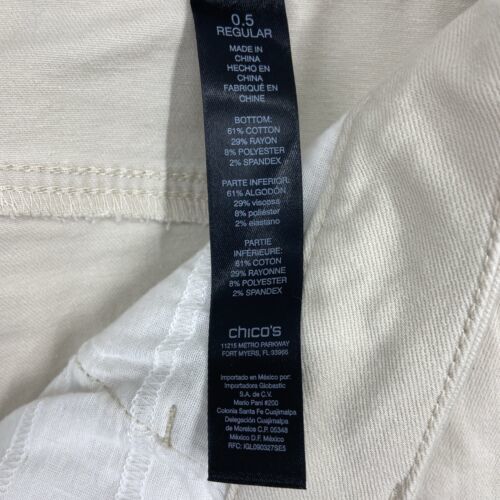 0.5
REGULAR
MADE IN
CHINA
HECHO EN
CHINA
FABRIQUÉ EN
CHINE
BOTTOM:
61% COTTON
29% RAYON
8% POLYESTER
2% SPANDEX
PARTE INFERIOR:
61% ALGODÓN
29% viscosa
8% poliéster
2% elastano
PARTIE
INFÉRIEURE:
61% COTON
29% RAYONNE
8% POLYESTER
2% SPANDEX
chico's
11215 METRO PARKWAY
FORT MYERS, FL 33966
Importado en México por:
Importadora Globastic
S.A. de C.V.
Mario Pani #200
Colonia Santa Fe Cuajimalpa
Delegación Cuajimalpa
de Morelos C.P. 05348
México D.F. México
RFC: IGL090327SE5